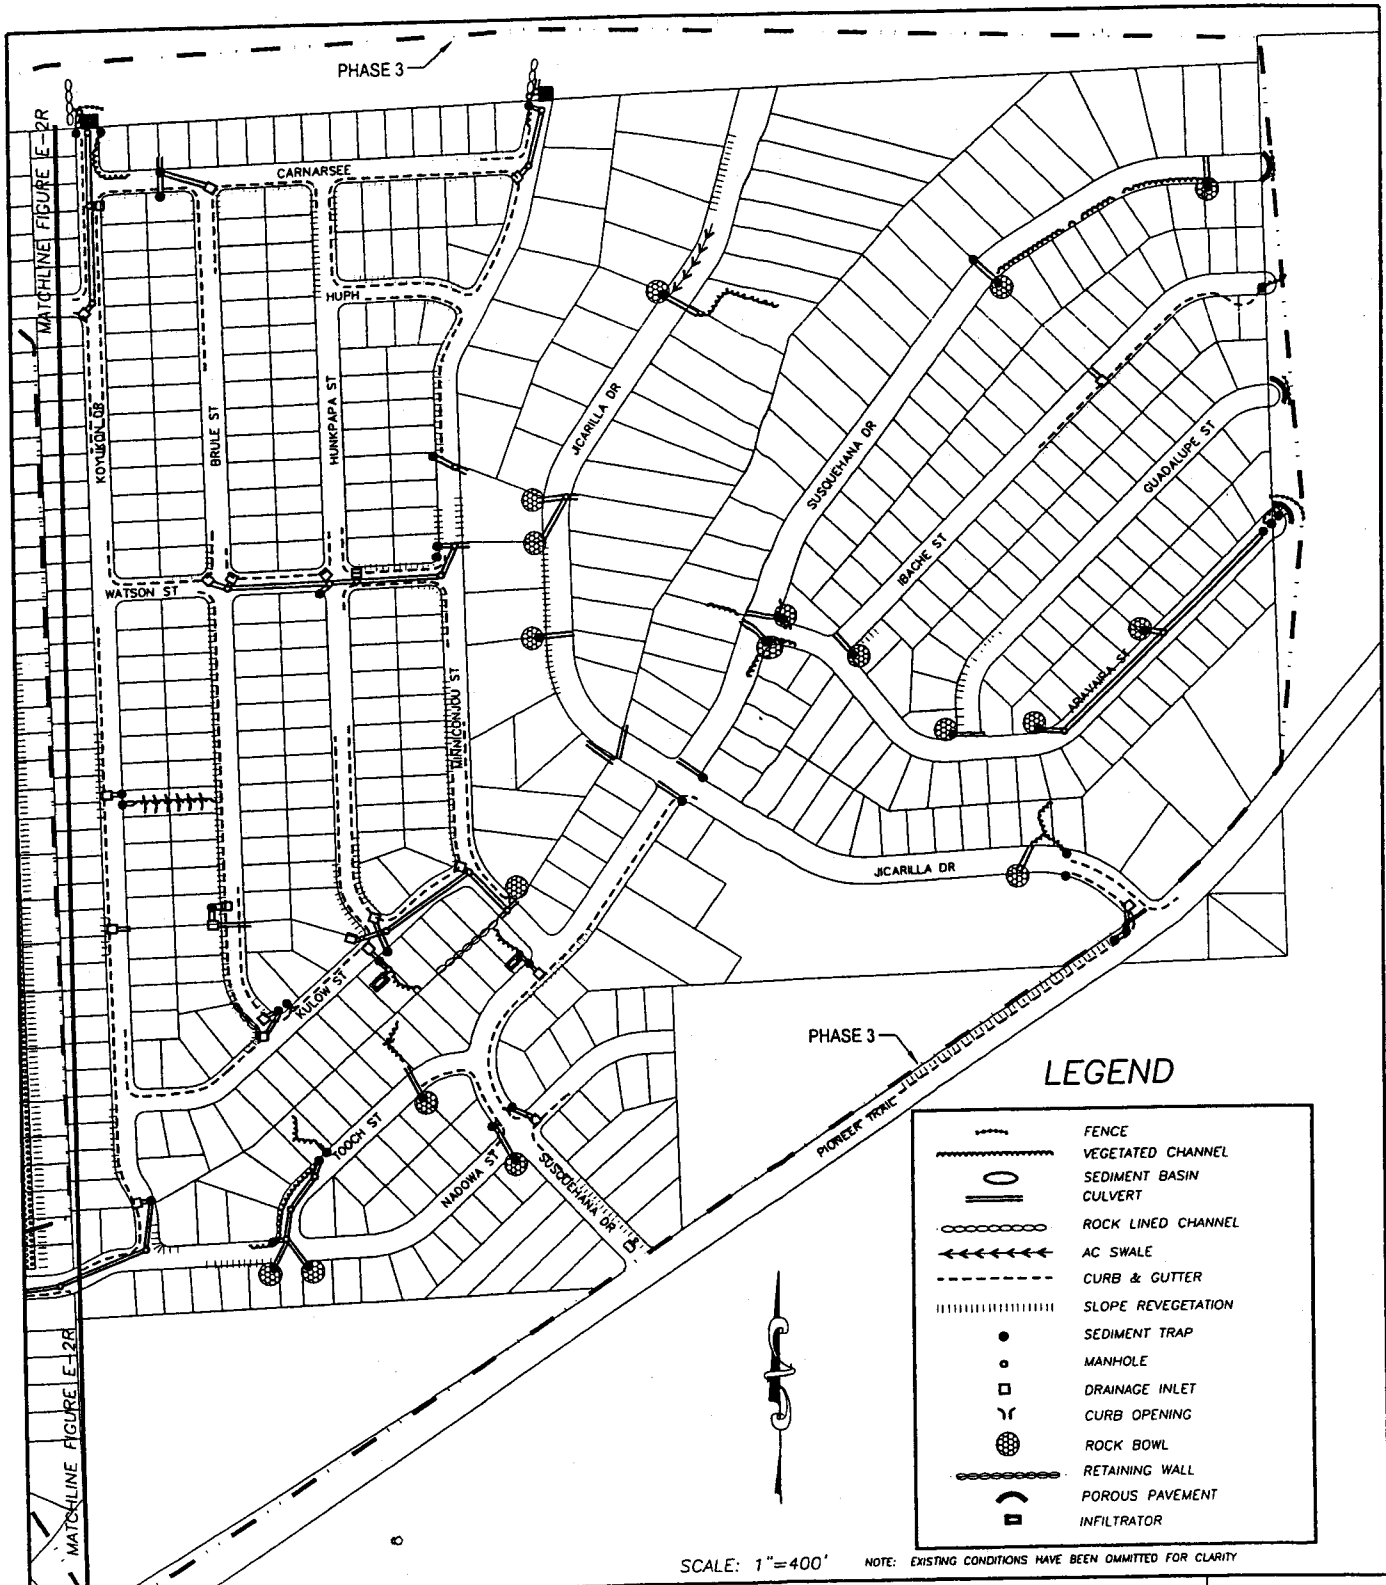 PHASE 3
MATCHLINE FIGURE E-2R
CARNARSEE
HUPH
KOYUKON DR
BRULE ST
HUNKPAPA ST
JICARILLA DR
SUSQUEHANA DR
GUADALUPE ST
IBACHE ST
WATSON ST
MINNICONJOU ST
ARAVAIRA ST
JICARILLA DR
KULOW ST
PHASE 3
TOOCH ST
NADOWA ST
SUSQUEHANA DR
PIONEER TRAIL
MATCHLINE FIGURE E-2R
LEGEND
FENCE
VEGETATED CHANNEL
SEDIMENT BASIN
CULVERT
ROCK LINED CHANNEL
AC SWALE
CURB & GUTTER
SLOPE REVEGETATION
SEDIMENT TRAP
MANHOLE
DRAINAGE INLET
CURB OPENING
ROCK BOWL
RETAINING WALL
POROUS PAVEMENT
INFILTRATOR
SCALE: 1"=400'
NOTE: EXISTING CONDITIONS HAVE BEEN OMMITTED FOR CLARITY